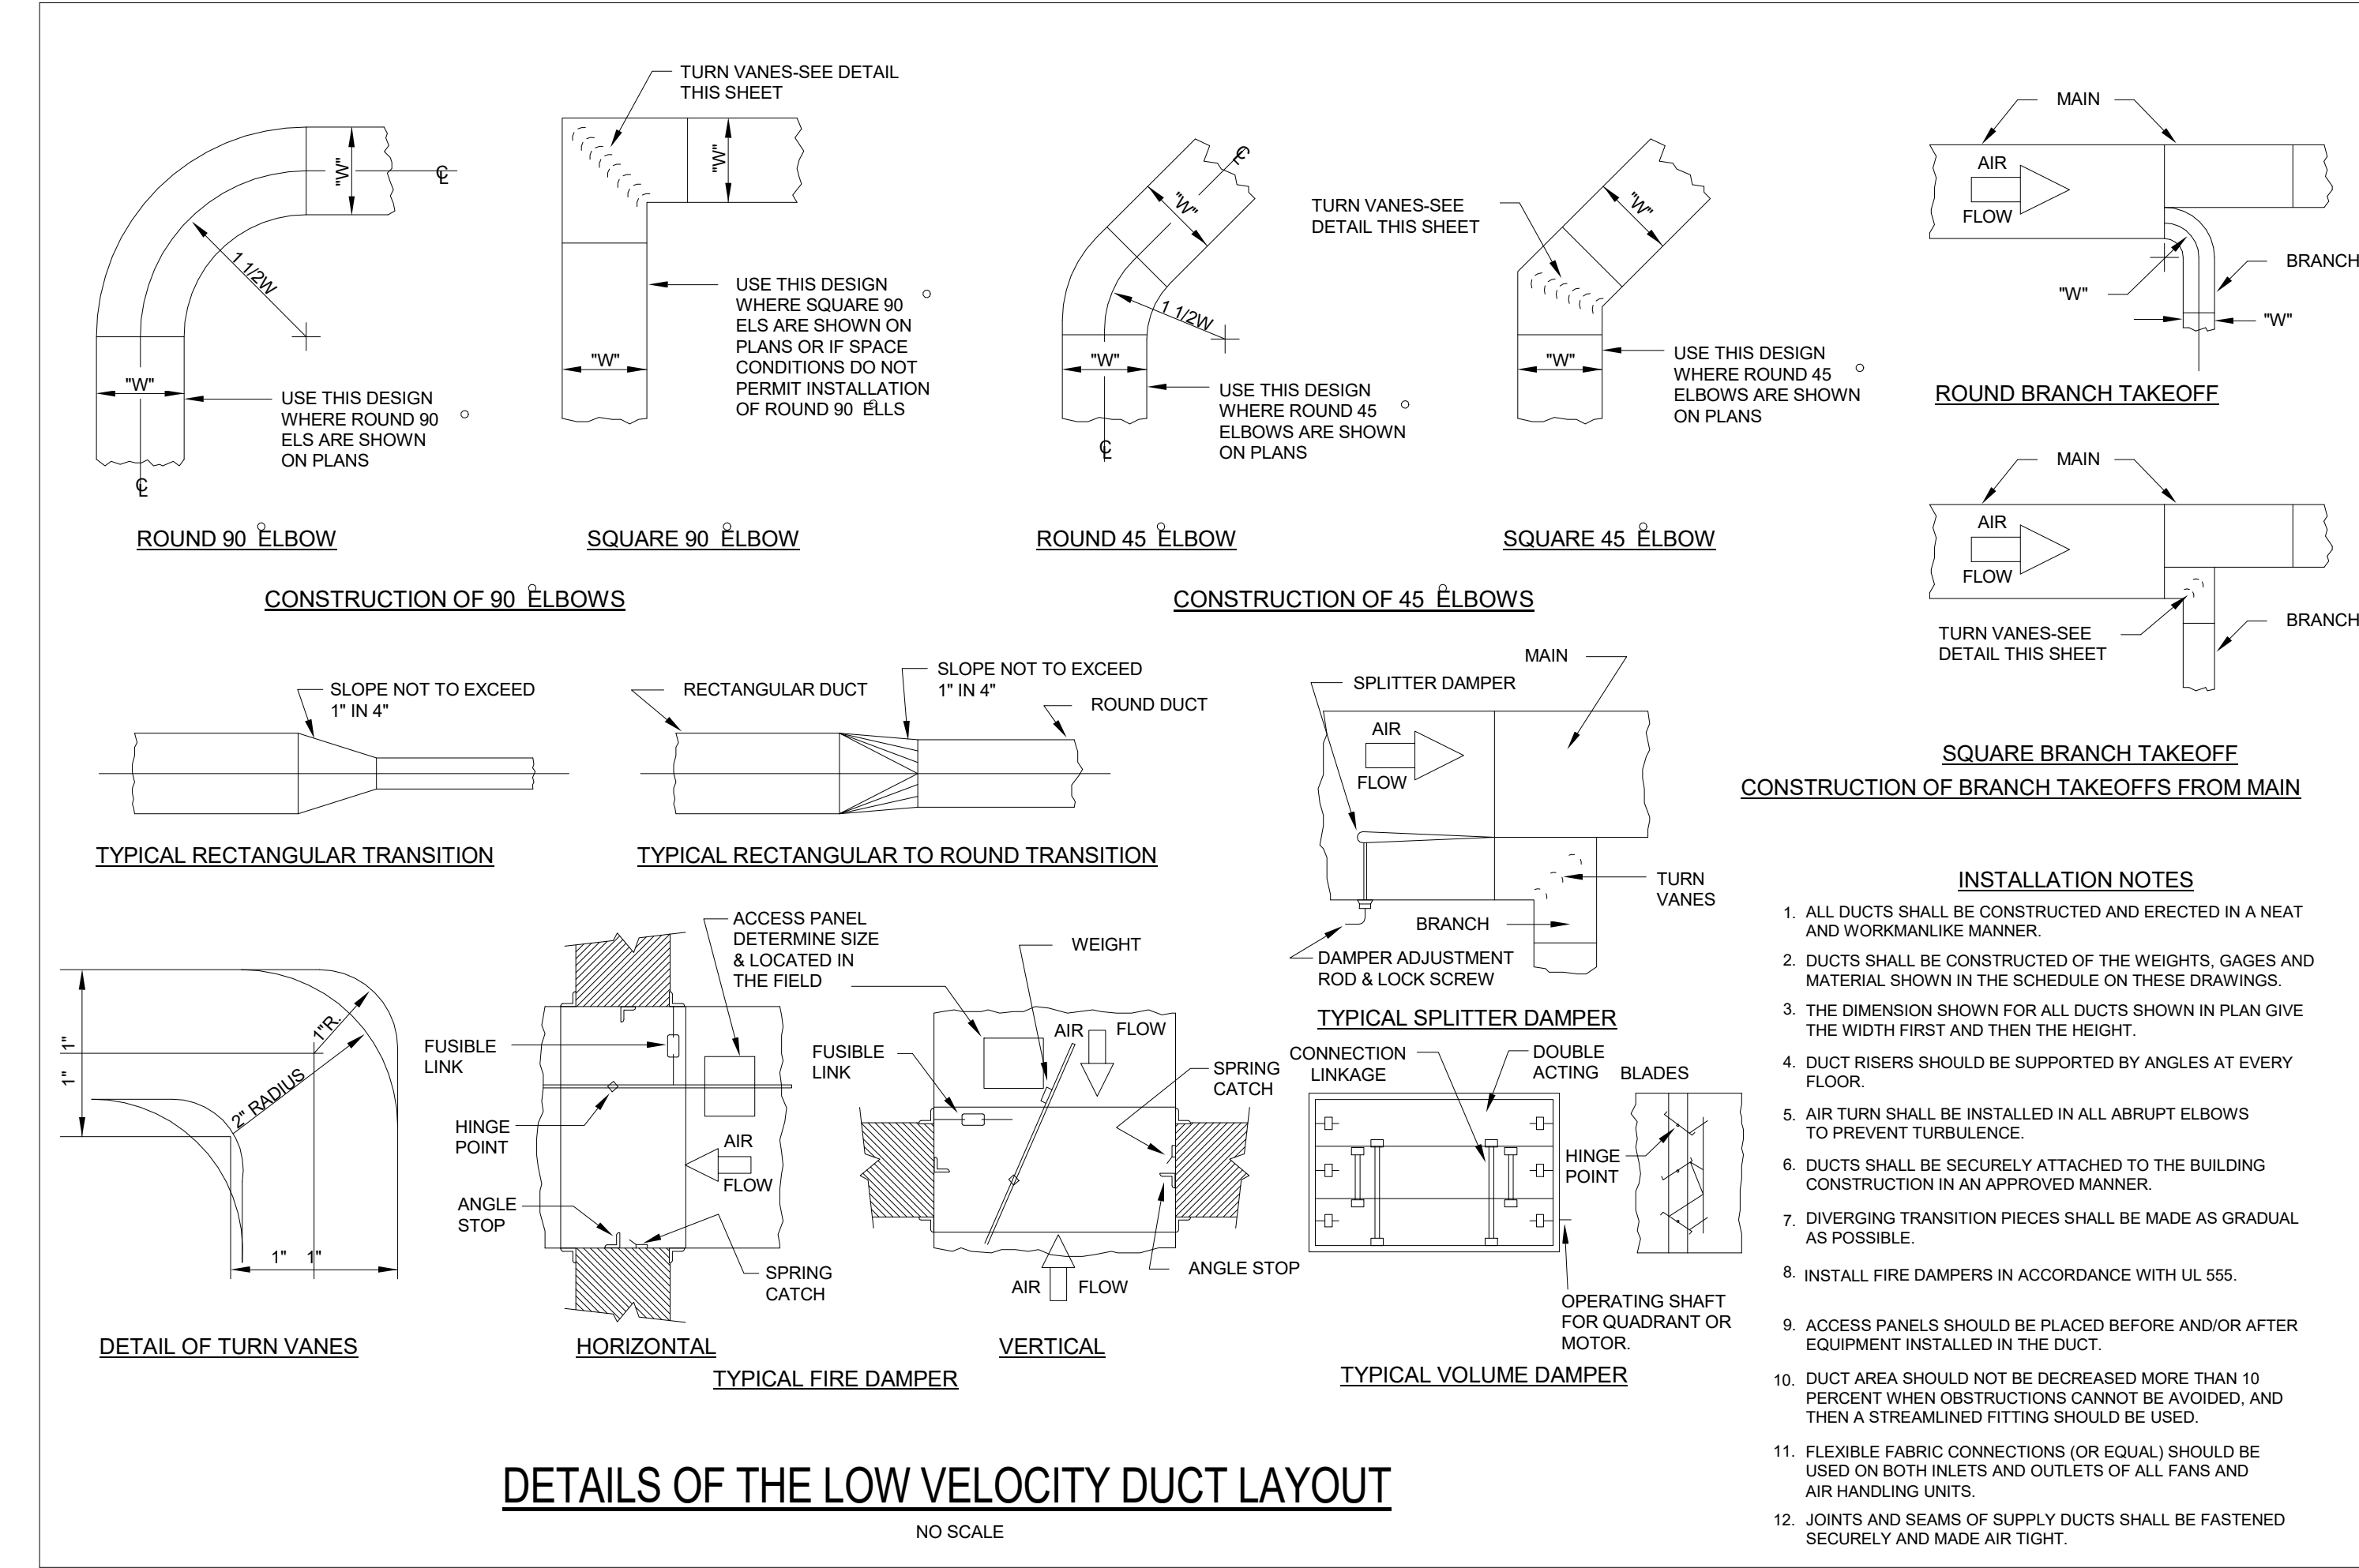 TURN VANES-SEE DETAIL
THIS SHEET
"W"
"W"
℄
1 1/2W
"W"
℄
USE THIS DESIGN
WHERE ROUND 90 °
ELS ARE SHOWN
ON PLANS
ROUND 90 °ELBOW
"W"
USE THIS DESIGN °
WHERE SQUARE 90
ELS ARE SHOWN ON
PLANS OR IF SPACE
CONDITIONS DO NOT
PERMIT INSTALLATION
OF ROUND 90 °ELLS
SQUARE 90 °ELBOW
CONSTRUCTION OF 90 °ELBOWS
℄
"W"
1 1/2W
"W"
℄
USE THIS DESIGN
WHERE ROUND 45 °
ELBOWS ARE SHOWN
ON PLANS
ROUND 45 °ELBOW
TURN VANES-SEE
DETAIL THIS SHEET
"W"
"W"
USE THIS DESIGN
WHERE ROUND 45 °
ELBOWS ARE SHOWN
ON PLANS
SQUARE 45 °ELBOW
CONSTRUCTION OF 45 °ELBOWS
MAIN
AIR
FLOW
BRANCH
"W"
"W"
ROUND BRANCH TAKEOFF
MAIN
AIR
FLOW
BRANCH
TURN VANES-SEE
DETAIL THIS SHEET
SQUARE BRANCH TAKEOFF
CONSTRUCTION OF BRANCH TAKEOFFS FROM MAIN
SLOPE NOT TO EXCEED
1" IN 4"
TYPICAL RECTANGULAR TRANSITION
RECTANGULAR DUCT
SLOPE NOT TO EXCEED
1" IN 4"
ROUND DUCT
TYPICAL RECTANGULAR TO ROUND TRANSITION
MAIN
SPLITTER DAMPER
AIR
FLOW
TURN
VANES
BRANCH
DAMPER ADJUSTMENT
ROD & LOCK SCREW
TYPICAL SPLITTER DAMPER
1"
1"
1"R.
2" RADIUS
1" 1"
DETAIL OF TURN VANES
ACCESS PANEL
DETERMINE SIZE
& LOCATED IN
THE FIELD
FUSIBLE
LINK
HINGE
POINT
AIR
FLOW
ANGLE
STOP
SPRING
CATCH
HORIZONTAL
WEIGHT
AIR FLOW
FUSIBLE
LINK
SPRING
CATCH
ANGLE STOP
AIR FLOW
VERTICAL
TYPICAL FIRE DAMPER
CONNECTION
LINKAGE
DOUBLE
ACTING
BLADES
HINGE
POINT
OPERATING SHAFT
FOR QUADRANT OR
MOTOR.
TYPICAL VOLUME DAMPER
INSTALLATION NOTES
1. ALL DUCTS SHALL BE CONSTRUCTED AND ERECTED IN A NEAT
AND WORKMANLIKE MANNER.
2. DUCTS SHALL BE CONSTRUCTED OF THE WEIGHTS, GAGES AND
MATERIAL SHOWN IN THE SCHEDULE ON THESE DRAWINGS.
3. THE DIMENSION SHOWN FOR ALL DUCTS SHOWN IN PLAN GIVE
THE WIDTH FIRST AND THEN THE HEIGHT.
4. DUCT RISERS SHOULD BE SUPPORTED BY ANGLES AT EVERY
FLOOR.
5. AIR TURN SHALL BE INSTALLED IN ALL ABRUPT ELBOWS
TO PREVENT TURBULENCE.
6. DUCTS SHALL BE SECURELY ATTACHED TO THE BUILDING
CONSTRUCTION IN AN APPROVED MANNER.
7. DIVERGING TRANSITION PIECES SHALL BE MADE AS GRADUAL
AS POSSIBLE.
8. INSTALL FIRE DAMPERS IN ACCORDANCE WITH UL 555.
9. ACCESS PANELS SHOULD BE PLACED BEFORE AND/OR AFTER
EQUIPMENT INSTALLED IN THE DUCT.
10. DUCT AREA SHOULD NOT BE DECREASED MORE THAN 10
PERCENT WHEN OBSTRUCTIONS CANNOT BE AVOIDED, AND
THEN A STREAMLINED FITTING SHOULD BE USED.
11. FLEXIBLE FABRIC CONNECTIONS (OR EQUAL) SHOULD BE
USED ON BOTH INLETS AND OUTLETS OF ALL FANS AND
AIR HANDLING UNITS.
12. JOINTS AND SEAMS OF SUPPLY DUCTS SHALL BE FASTENED
SECURELY AND MADE AIR TIGHT.
DETAILS OF THE LOW VELOCITY DUCT LAYOUT
NO SCALE